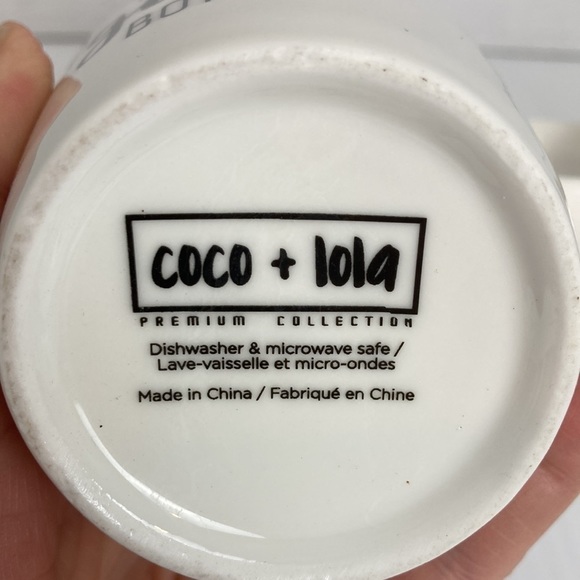 coco + lola
PREMIUM COLLECTION
Dishwasher & microwave safe /
Lave-vaisselle et micro-ondes
Made in China / Fabriqué en Chine